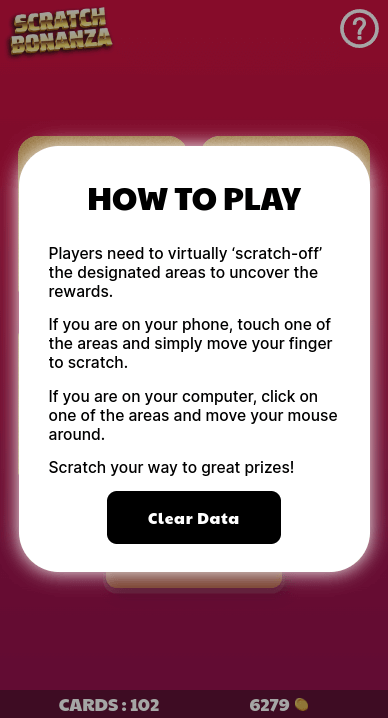 SCRATCH
BONANZA
?
HOW TO PLAY
Players need to virtually ‘scratch-off’
the designated areas to uncover the
rewards.
If you are on your phone, touch one of
the areas and simply move your finger
to scratch.
If you are on your computer, click on
one of the areas and move your mouse
around.
Scratch your way to great prizes!
Clear Data
CARDS : 102
6279